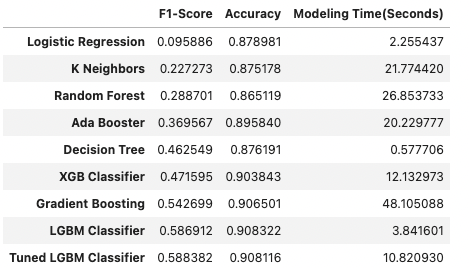 F1-Score Accuracy Modeling Time(Seconds)
Logistic Regression 0.095886 0.878981 2.255437
K Neighbors 0.227273 0.875178 21.774420
Random Forest 0.288701 0.865119 26.853733
Ada Booster 0.369567 0.895840 20.229777
Decision Tree 0.462549 0.876191 0.577706
XGB Classifier 0.471595 0.903843 12.132973
Gradient Boosting 0.542699 0.906501 48.105088
LGBM Classifier 0.586912 0.908322 3.841601
Tuned LGBM Classifier 0.588382 0.908116 10.820930